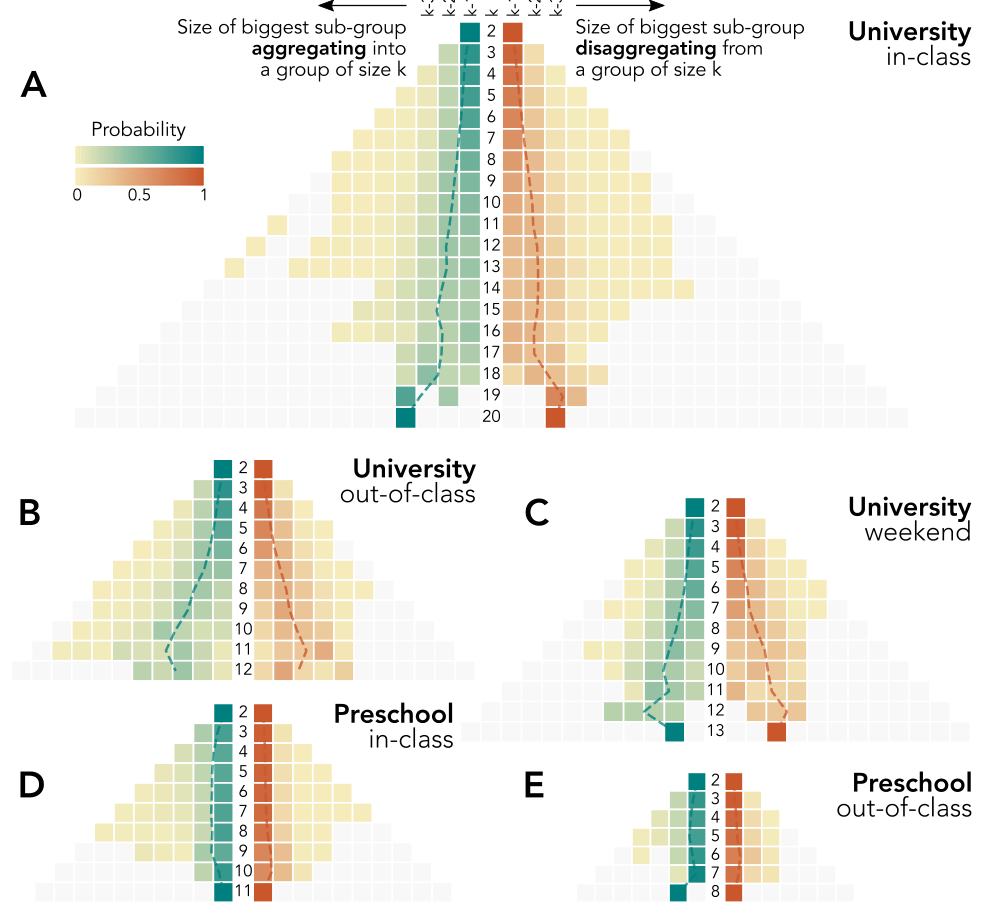 Size of biggest sub-group
aggregating into
a group of size k
k
Size of biggest sub-group
disaggregating from
a group of size k
University
in-class
A
Probability
0 0.5 1
2
3
4
5
6
7
8
9
10
11
12
13
14
15
16
17
18
19
20
B
University
out-of-class
2
3
4
5
6
7
8
9
10
11
12
C
University
weekend
2
3
4
5
6
7
8
9
10
11
12
13
D
Preschool
in-class
2
3
4
5
6
7
8
9
10
11
E
Preschool
out-of-class
2
3
4
5
6
7
8